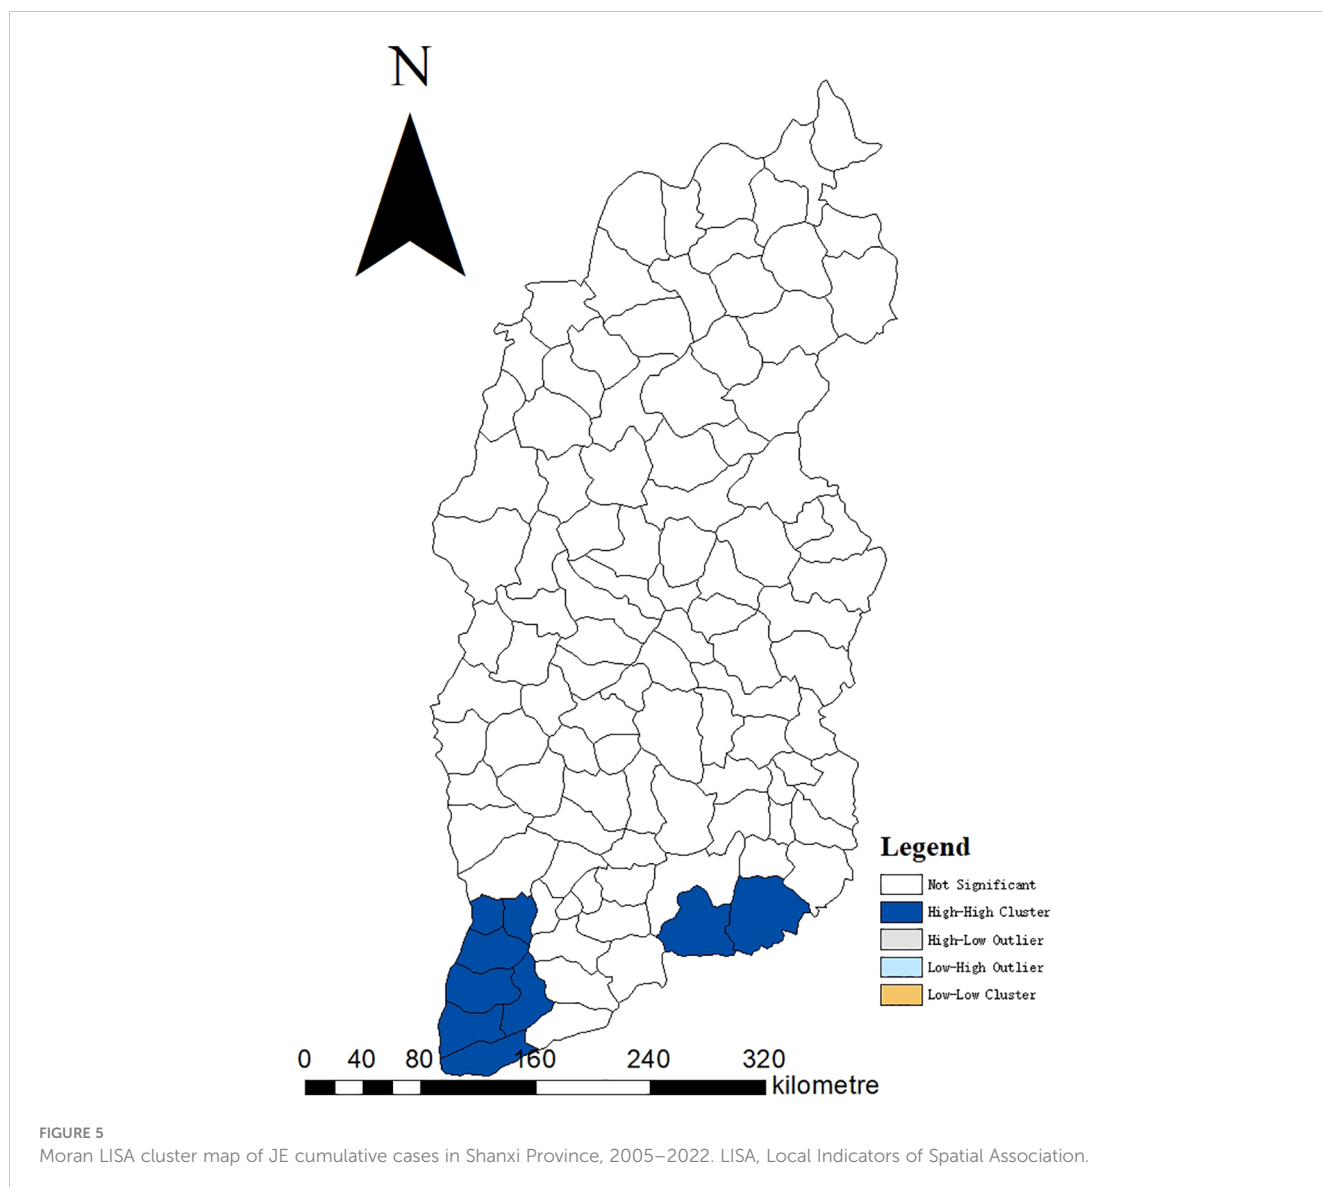 N
Legend
Not Significant
High-High Cluster
High-Low Outlier
Low-High Outlier
Low-Low Cluster
0 40 80 160 240 320
kilometre
FIGURE 5
Moran LISA cluster map of JE cumulative cases in Shanxi Province, 2005–2022. LISA, Local Indicators of Spatial Association.